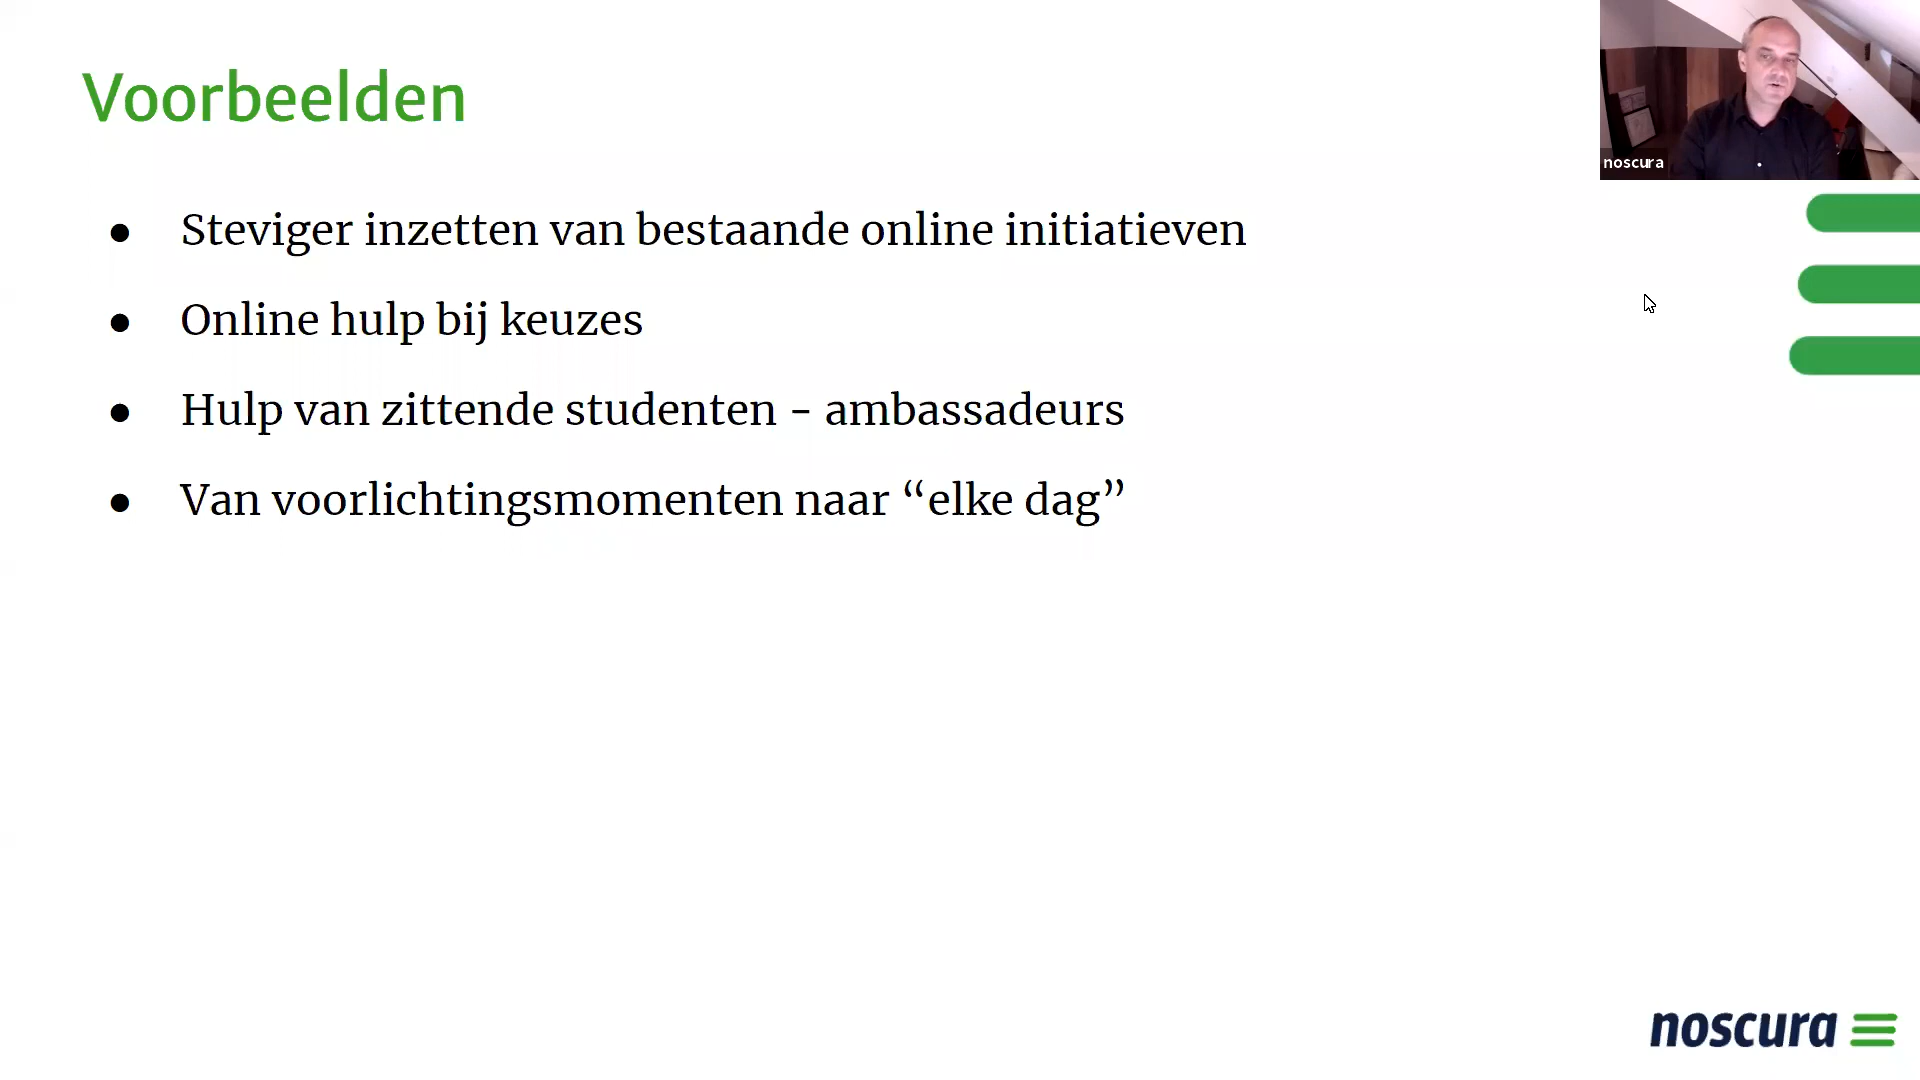 Voorbeelden
noscura
● Steviger inzetten van bestaande online initiatieven
● Online hulp bij keuzes
● Hulp van zittende studenten - ambassadeurs
● Van voorlichtingsmomenten naar “elke dag”
noscura